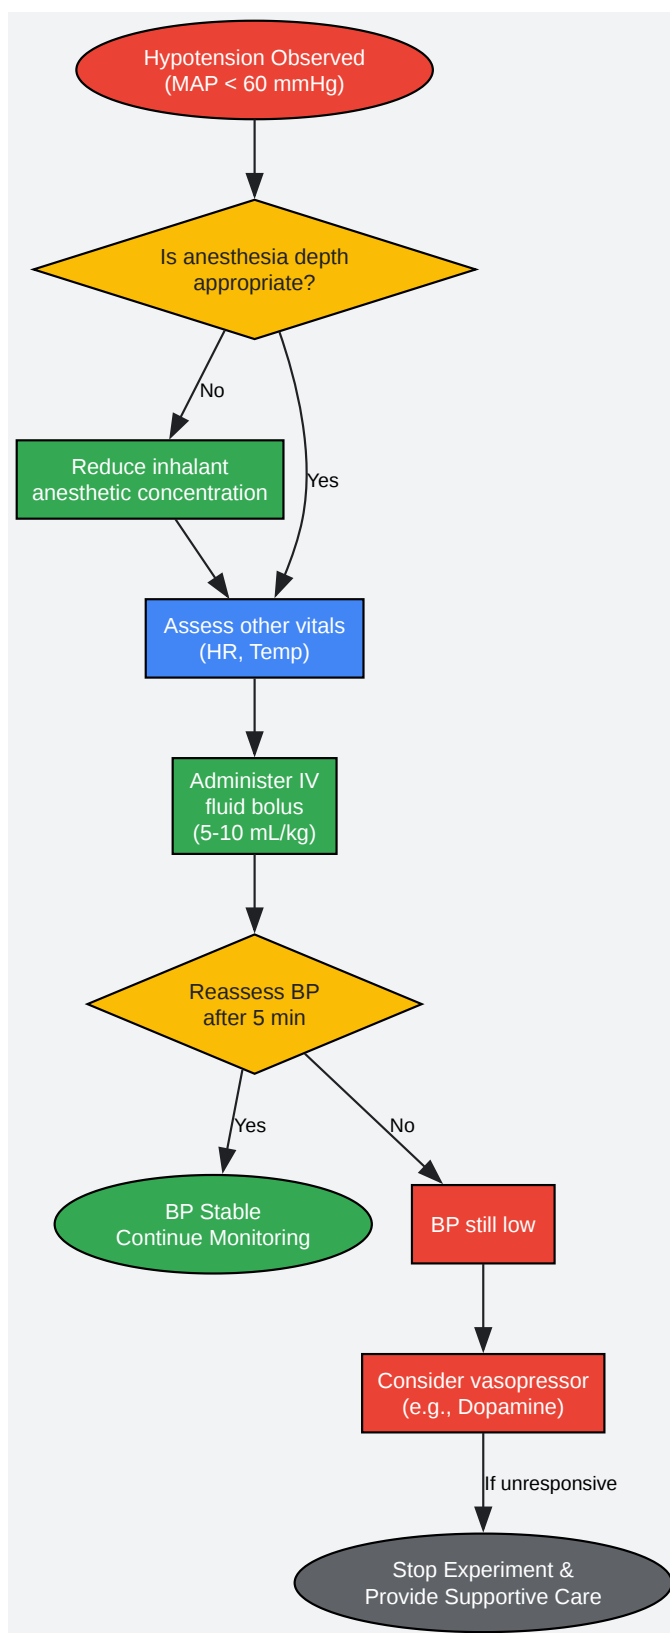 Hypotension Observed
(MAP < 60 mmHg)
Is anesthesia depth
appropriate?
No
Reduce inhalant
anesthetic concentration
Yes
Assess other vitals
(HR, Temp)
Administer IV
fluid bolus
(5-10 mL/kg)
Reassess BP
after 5 min
Yes
No
BP Stable
Continue Monitoring
BP still low
Consider vasopressor
(e.g., Dopamine)
If unresponsive
Stop Experiment &
Provide Supportive Care